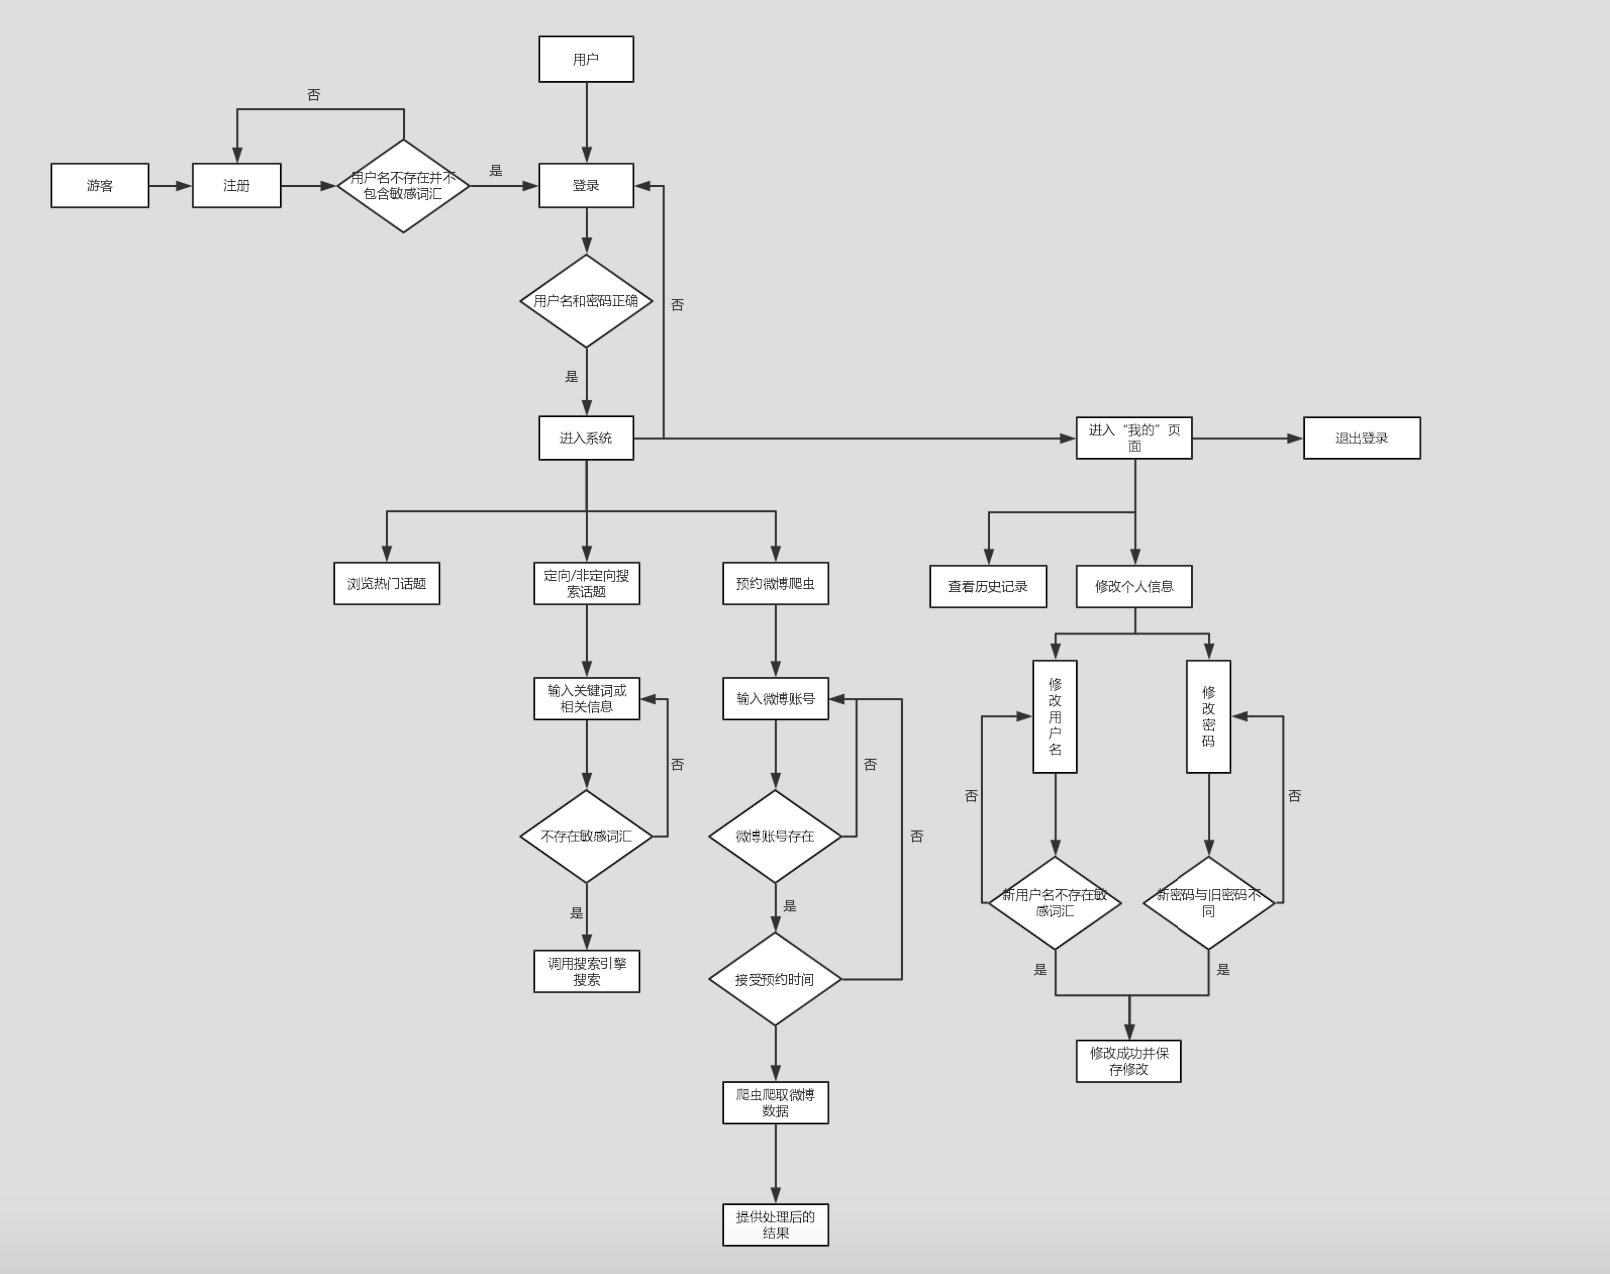 用户
否
游客
注册
用户名不存在并不
包含敏感词汇
是
登录
用户名和密码正确
否
是
进入系统
进入“我的”页
面
退出登录
浏览热门话题
定向/非定向搜
索话题
预约微博爬虫
查看历史记录
修改个人信息
输入关键词或
相关信息
输入微博账号
修
改
用
户
名
修
改
密
码
否
否
否
否
不存在敏感词汇
微博账号存在
否
新用户名不存在敏
感词汇
新密码与旧密码不
同
是
是
调用搜索引擎
搜索
接受预约时间
是
是
修改成功并保
存修改
爬虫爬取微博
数据
提供处理后的
结果